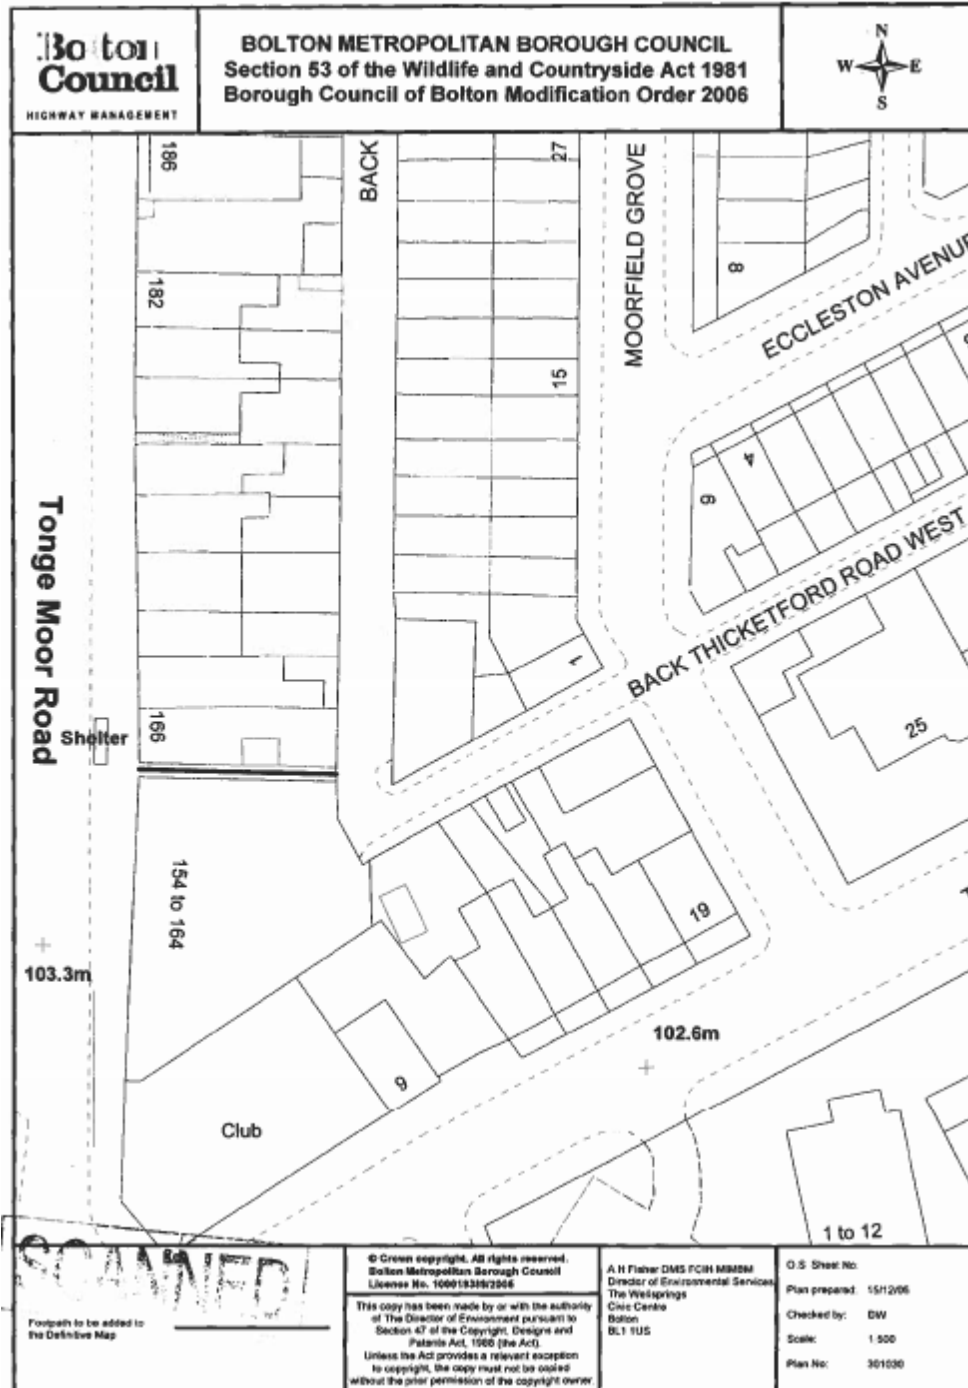 Bolton
Council
HIGHWAY MANAGEMENT
BOLTON METROPOLITAN BOROUGH COUNCIL
Section 53 of the Wildlife and Countryside Act 1981
Borough Council of Bolton Modification Order 2006
N
W E
S
186
BACK
27
MOORFIELD GROVE
8
ECCLESTON AVENUE
182
15
4
6
Tonge Moor Road
BACK THICKETFORD ROAD WEST
1
25
166
Shelter
154 to 164
19
103.3m
102.6m
9
Club
1 to 12
SCANNED
Footpath to be added to
the Definitive Map
© Crown copyright. All rights reserved.
Bolton Metropolitan Borough Council
This copy has been made by or with the authority
of The Director of Environment pursuant to
Section 47 of the Copyright, Designs and
Patents Act, 1988 (the Act).
Unless the Act provides a relevant exception
to copyright, the copy must not be copied
without the prior permission of the copyright owner.
A H Fisher DMS
Director of Environmental Services
The Wellsprings
Civic Centre
Bolton
BL1 1US
O.S Sheet No:
Plan prepared: 15/12/06
Checked by: DW
Scale: 1 500
Plan No: 301030